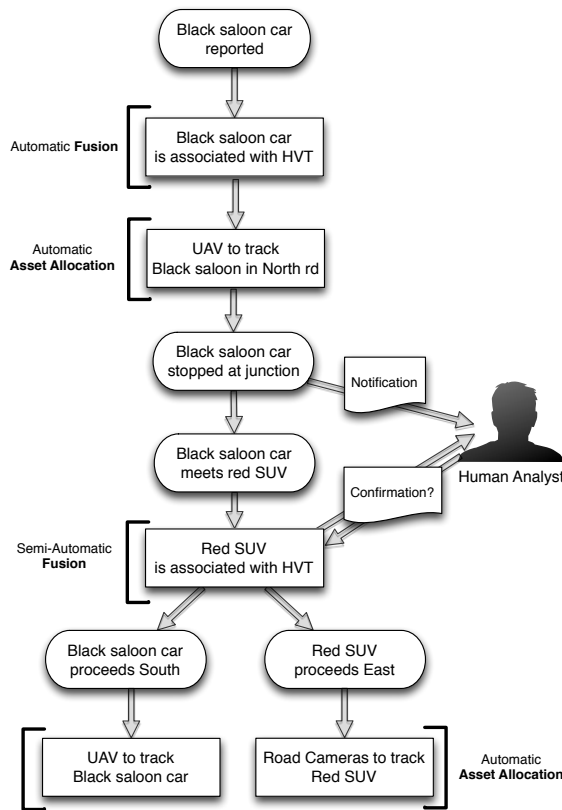 Black saloon car
reported
Automatic Fusion
Black saloon car
is associated with HVT
Automatic
Asset Allocation
UAV to track
Black saloon in North rd
Black saloon car
stopped at junction
Notification
Human Analyst
Black saloon car
meets red SUV
Confirmation?
Semi-Automatic
Fusion
Red SUV
is associated with HVT
Black saloon car
proceeds South
Red SUV
proceeds East
UAV to track
Black saloon car
Road Cameras to track
Red SUV
Automatic
Asset Allocation